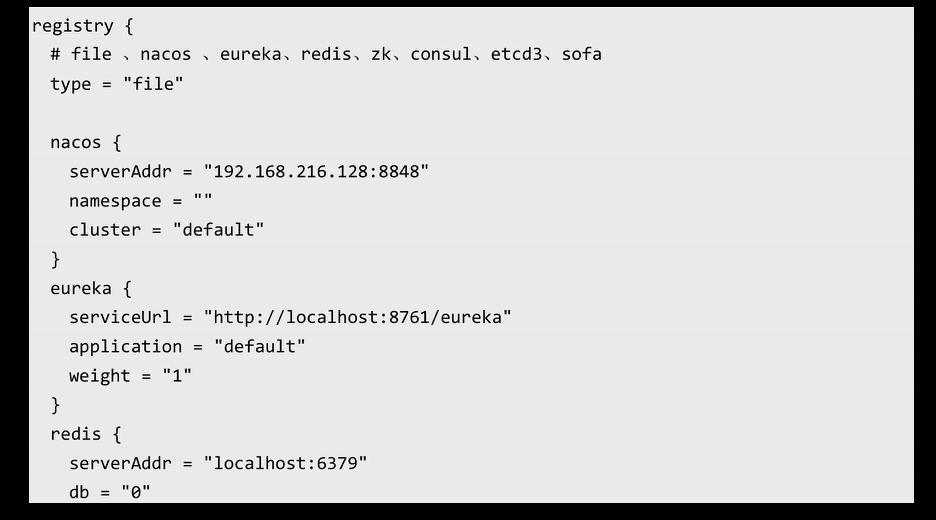 registry {
# file 、nacos 、eureka、redis、zk、consul、etcd3、sofa
type = "file"
nacos {
serverAddr = "192.168.216.128:8848"
namespace = ""
cluster = "default"
}
eureka {
serviceUrl = "http://localhost:8761/eureka"
application = "default"
weight = "1"
}
redis {
serverAddr = "localhost:6379"
db = "0"